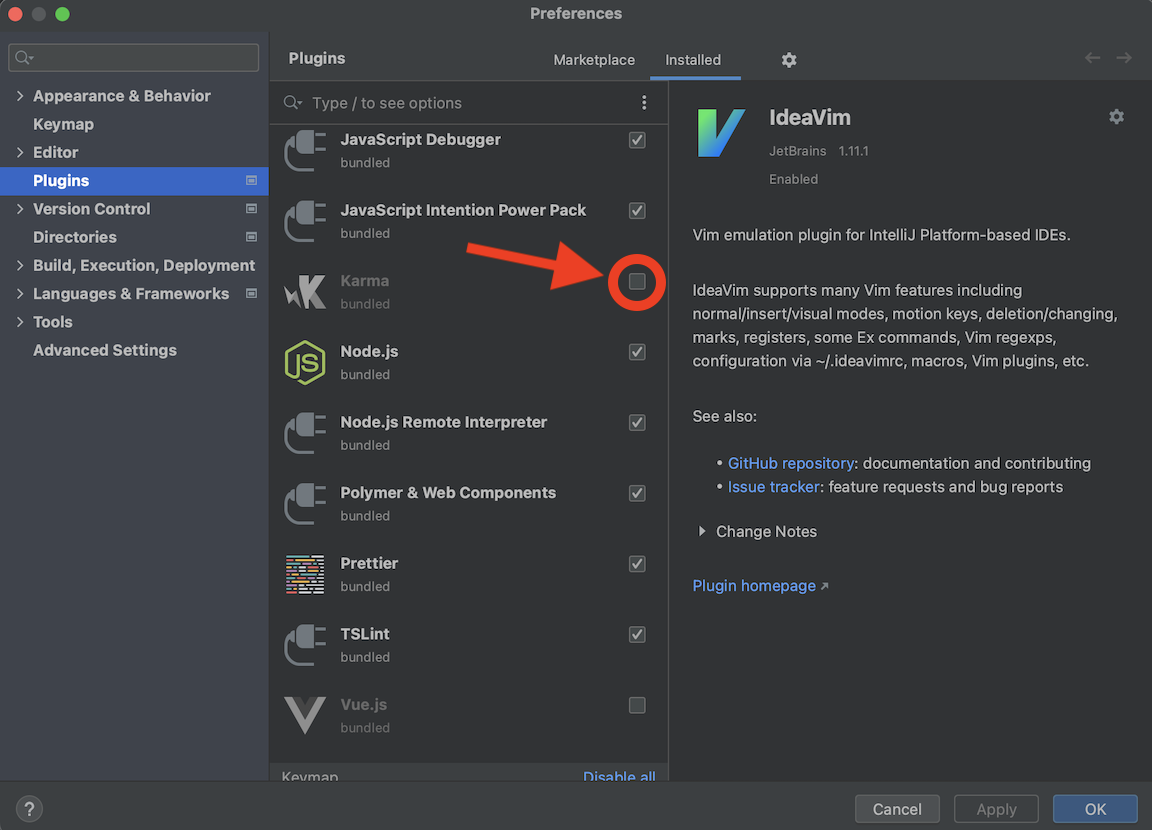 Preferences
Appearance & Behavior
Keymap
Editor
Plugins
Version Control
Directories
Build, Execution, Deployment
Languages & Frameworks
Tools
Advanced Settings
Plugins
Marketplace
Installed
Type / to see options
JavaScript Debugger
bundled
JavaScript Intention Power Pack
bundled
Karma
bundled
JS
Node.js
bundled
Node.js Remote Interpreter
bundled
Polymer & Web Components
bundled
Prettier
bundled
TSLint
bundled
Vue.js
bundled
Keymap
Disable all
IdeaVim
JetBrains 1.11.1
Enabled
Vim emulation plugin for IntelliJ Platform-based IDEs.
IdeaVim supports many Vim features including
normal/insert/visual modes, motion keys, deletion/changing,
marks, registers, some Ex commands, Vim regexps,
configuration via ~/.ideavimrc, macros, Vim plugins, etc.
See also:
• GitHub repository: documentation and contributing
• Issue tracker: feature requests and bug reports
Change Notes
Plugin homepage ↗
?
Cancel
Apply
OK